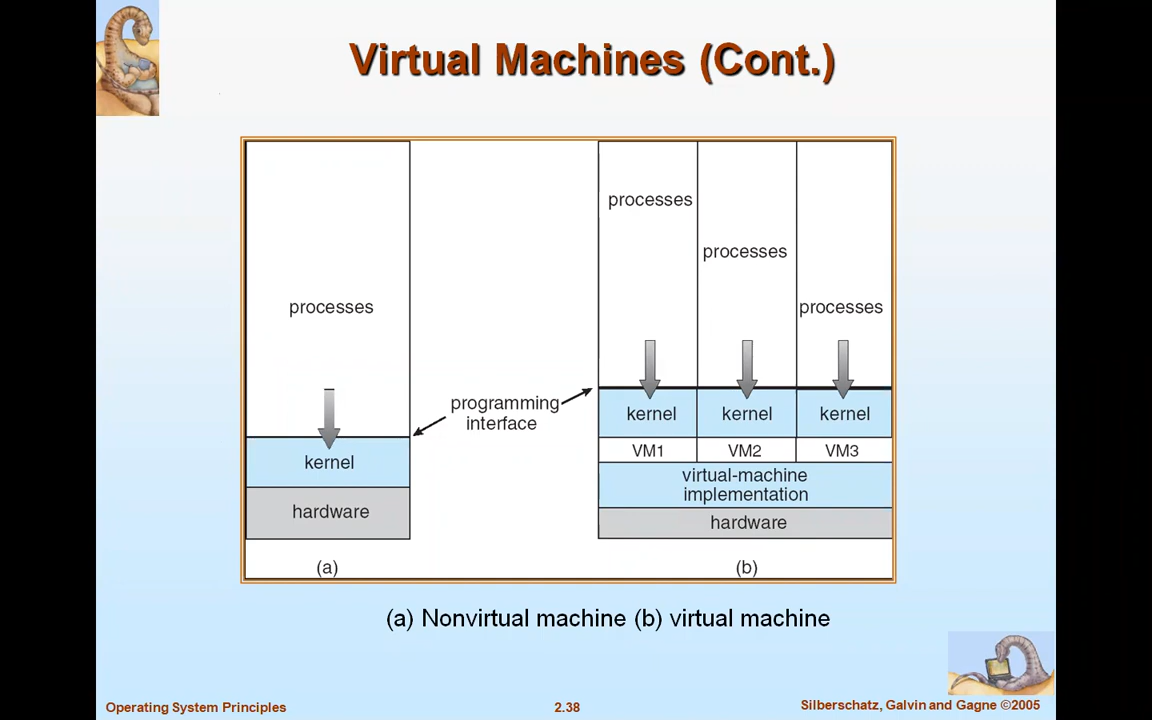 Virtual Machines (Cont.)
processes
programming
interface
kernel
hardware
(a)
processes
processes
processes
kernel
kernel
kernel
VM1
VM2
VM3
virtual-machine
implementation
hardware
(b)
(a) Nonvirtual machine (b) virtual machine
Operating System Principles
2.38
Silberschatz, Galvin and Gagne ©2005